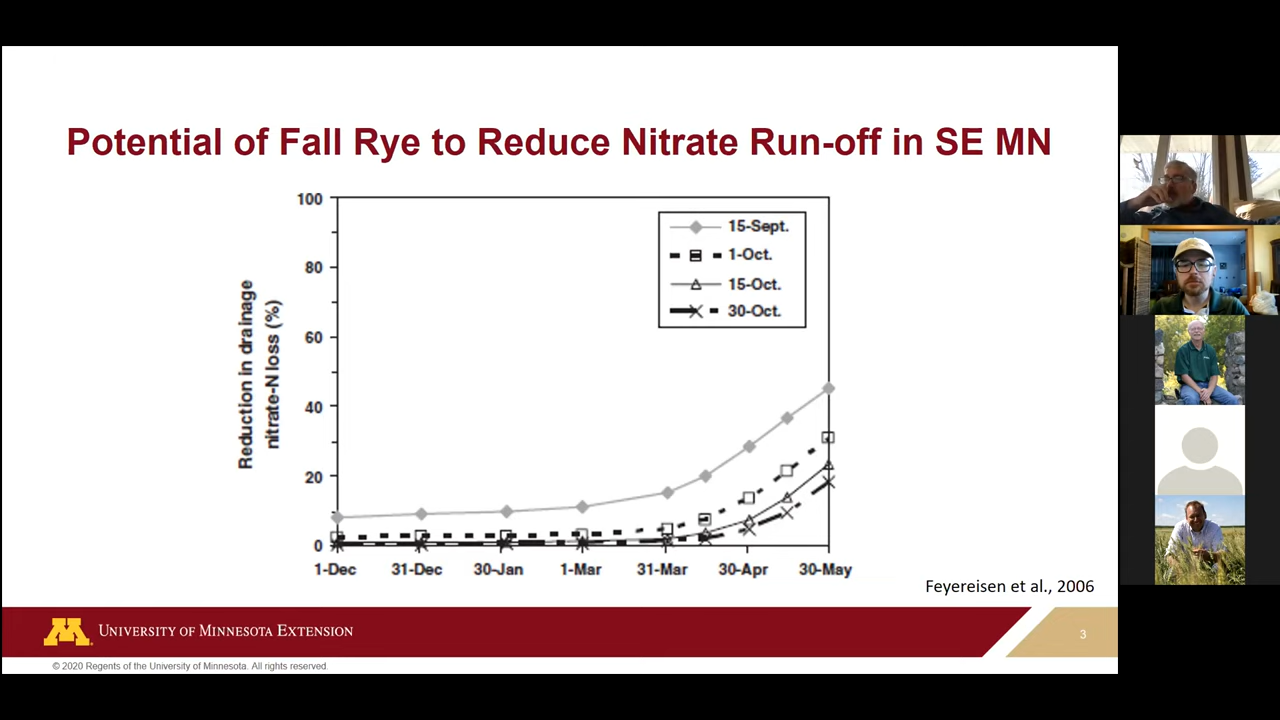 Potential of Fall Rye to Reduce Nitrate Run-off in SE MN
Reduction in drainage
nitrate-N loss (%)
100
80
60
40
20
0
15-Sept.
1-Oct.
15-Oct.
30-Oct.
1-Dec 31-Dec 30-Jan 1-Mar 31-Mar 30-Apr 30-May
Feyereisen et al., 2006
M
UNIVERSITY OF MINNESOTA EXTENSION
3
© 2020 Regents of the University of Minnesota. All rights reserved.